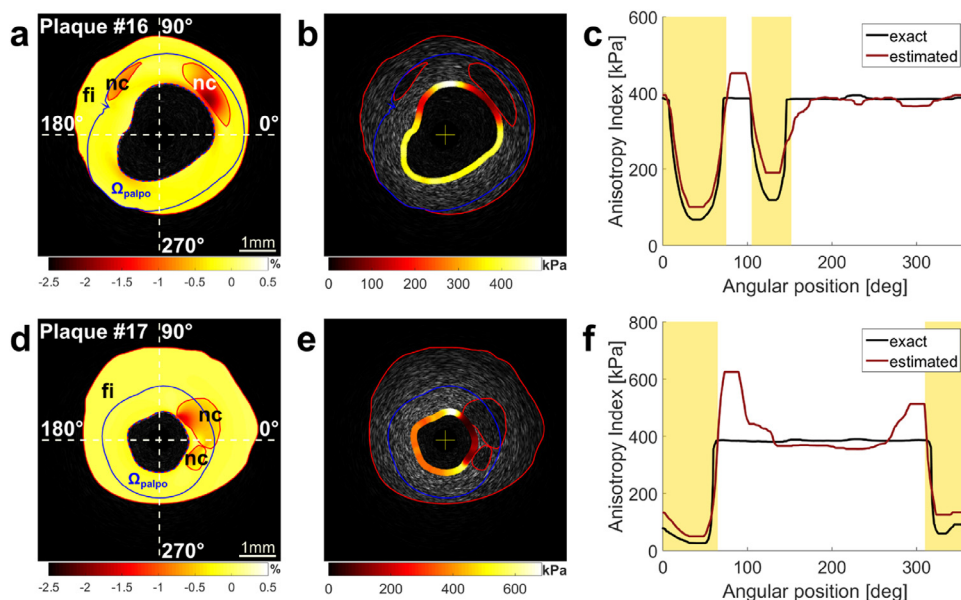 a Plaque #16 90°
fi nc nc
180° 0°
Ωpalpo
270° 1mm
%
-2.5 -2 -1.5 -1 -0.5 0 0.5
b
kPa
0 100 200 300 400
c
Anisotropy Index [kPa]
600
400
200
0
0 100 200 300
Angular position [deg]
exact
estimated
d Plaque #17 90°
fi nc
180° 0°
nc
Ωpalpo
270° 1mm
%
-2.5 -2 -1.5 -1 -0.5 0 0.5
e
kPa
0 200 400 600
f
Anisotropy Index [kPa]
800
600
400
200
0
0 100 200 300
Angular position [deg]
exact
estimated